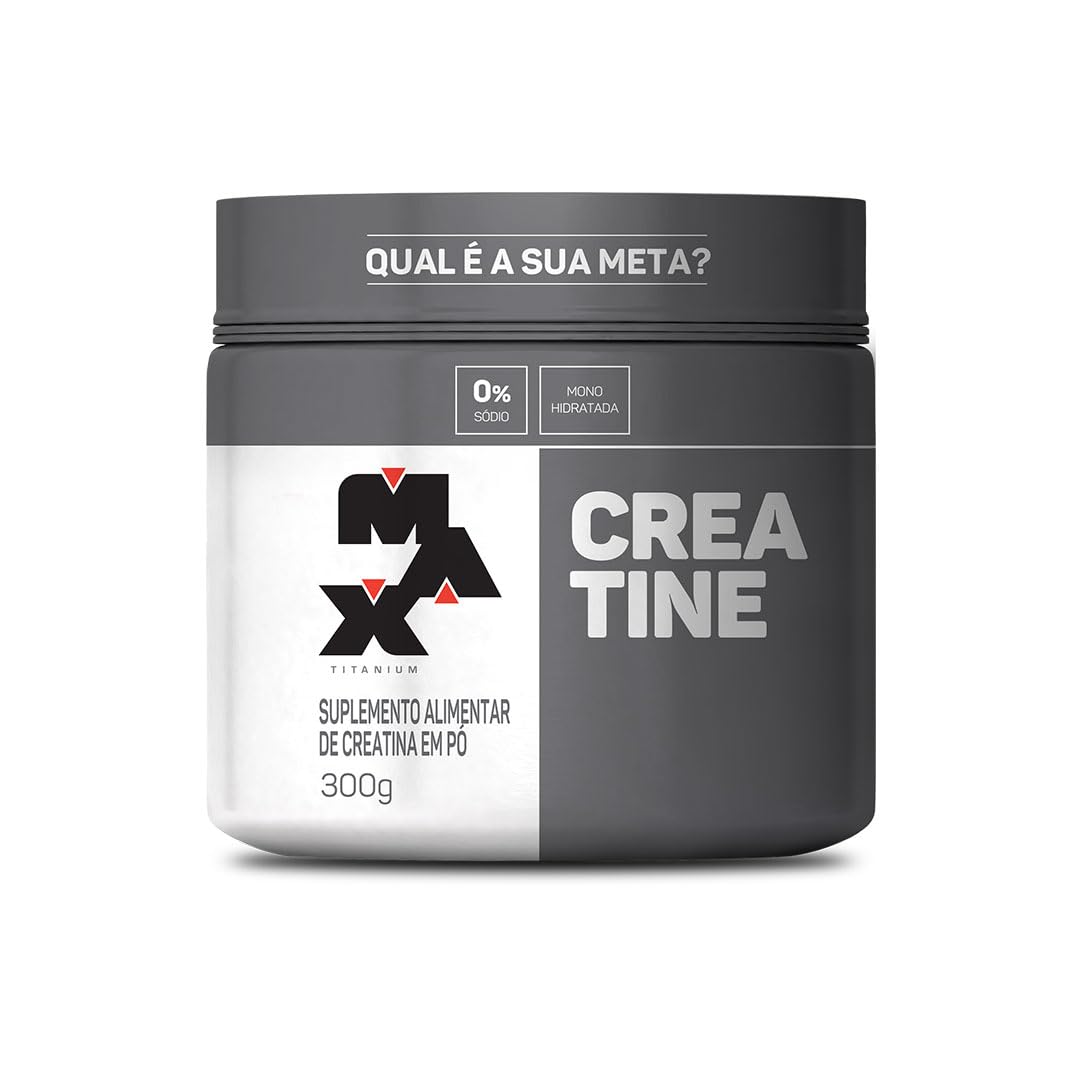 QUAL É A SUA META?
0%
SÓDIO
MONO
HIDRATADA
MAX
TITANIUM
SUPLEMENTO ALIMENTAR
DE CREATINA EM PÓ
300g
CREA
TINE